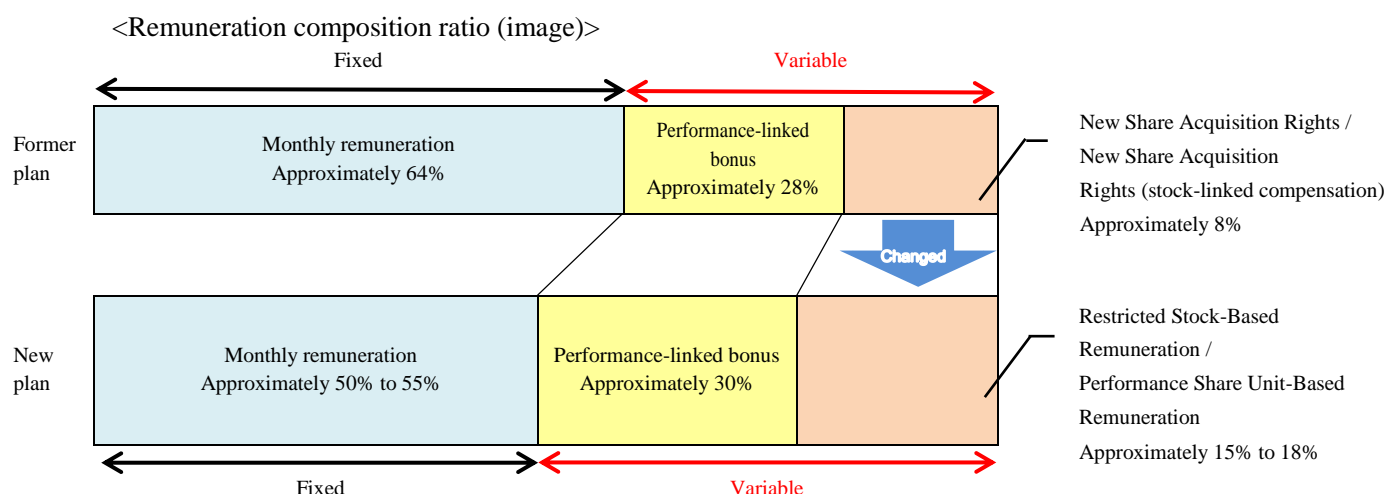 <Remuneration composition ratio (image)>
Fixed
Variable
Former
plan
Monthly remuneration
Approximately 64%
Performance-linked
bonus
Approximately 28%
New Share Acquisition Rights /
New Share Acquisition
Rights (stock-linked compensation)
Approximately 8%
Changed
New
plan
Monthly remuneration
Approximately 50% to 55%
Performance-linked bonus
Approximately 30%
Restricted Stock-Based
Remuneration /
Performance Share Unit-Based
Remuneration
Approximately 15% to 18%
Fixed
Variable